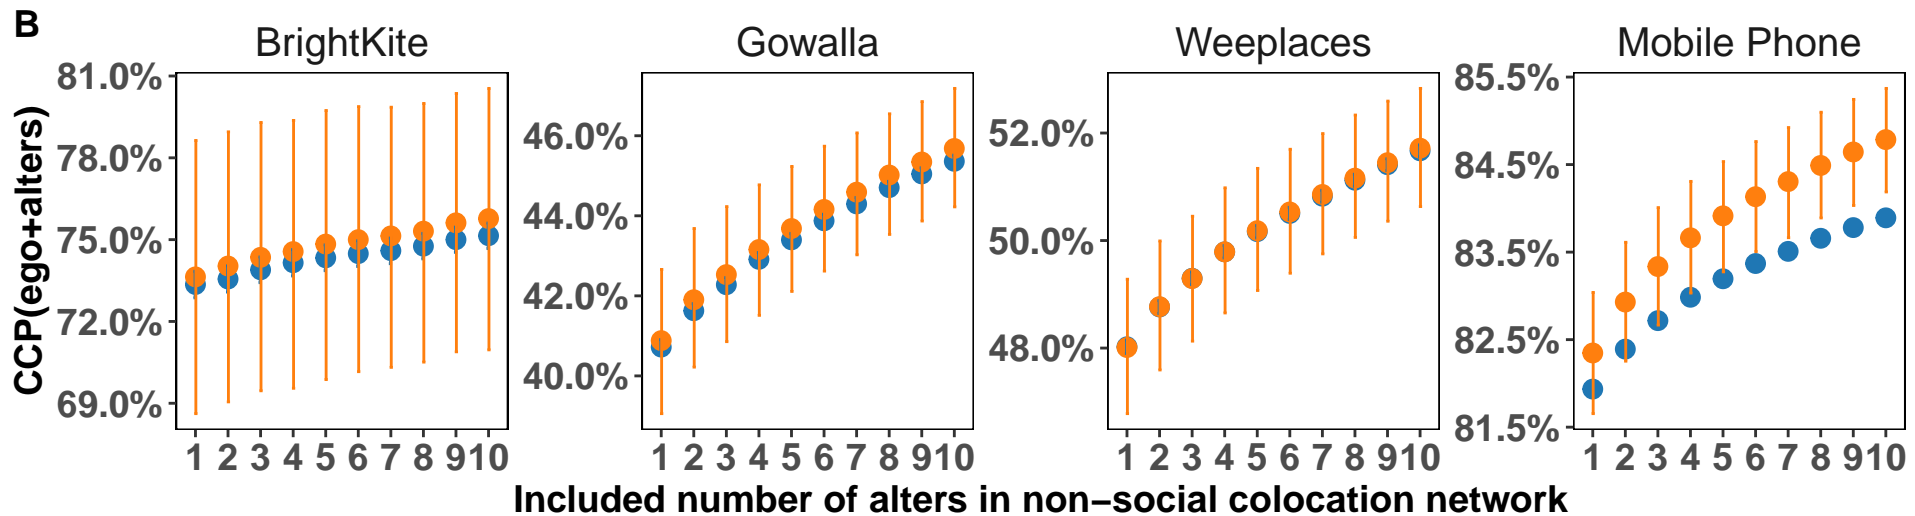 B
BrightKite
Gowalla
Weeplaces
Mobile Phone
CCP(ego+alters)
81.0%
78.0%
75.0%
72.0%
69.0%
46.0%
44.0%
42.0%
40.0%
52.0%
50.0%
48.0%
85.5%
84.5%
83.5%
82.5%
81.5%
1 2 3 4 5 6 7 8 9 10
1 2 3 4 5 6 7 8 9 10
1 2 3 4 5 6 7 8 9 10
1 2 3 4 5 6 7 8 9 10
Included number of alters in non−social colocation network